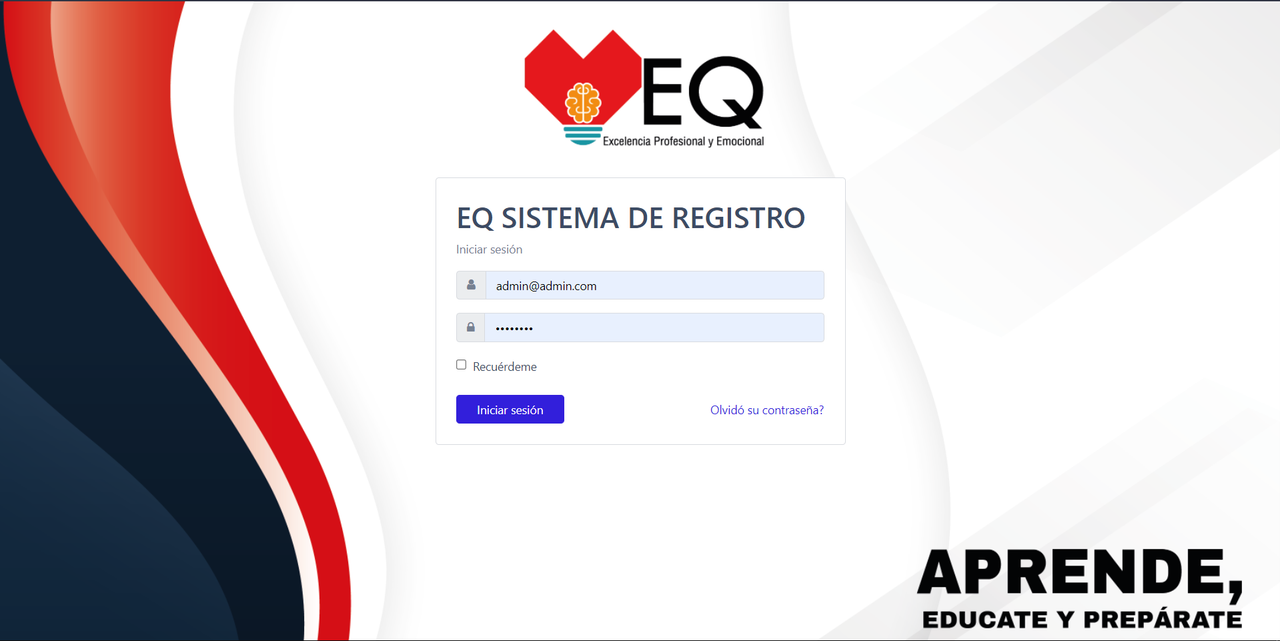 EQ
Excelencia Profesional y Emocional
EQ SISTEMA DE REGISTRO
Iniciar sesión
admin@admin.com
••••••••
Recuérdeme
Iniciar sesión
Olvidó su contraseña?
APRENDE,
EDUCATE Y PREPÁRATE